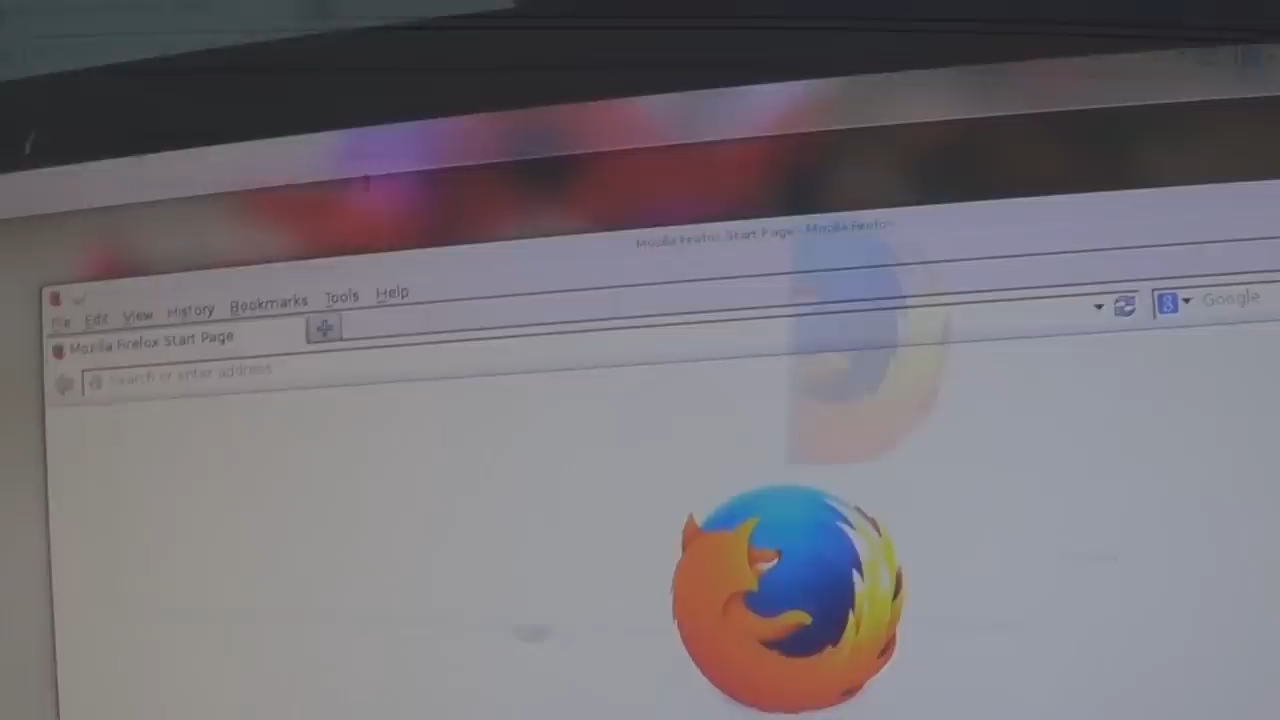 Mozilla Firefox Start Page - Mozilla Firefox
File Edit View History Bookmarks Tools Help
Mozilla Firefox Start Page
Search or enter address
8 Google